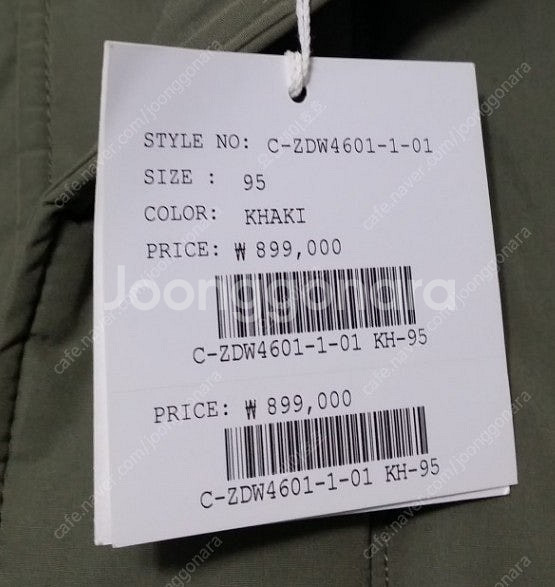 STYLE NO: C-ZDW4601-1-01
SIZE : 95
COLOR: KHAKI
PRICE: ₩ 899,000
Joonggonara
C-ZDW4601-1-01 KH-95
PRICE: ₩ 899,000
C-ZDW4601-1-01 KH-95
cafe.naver.com/joonggonara